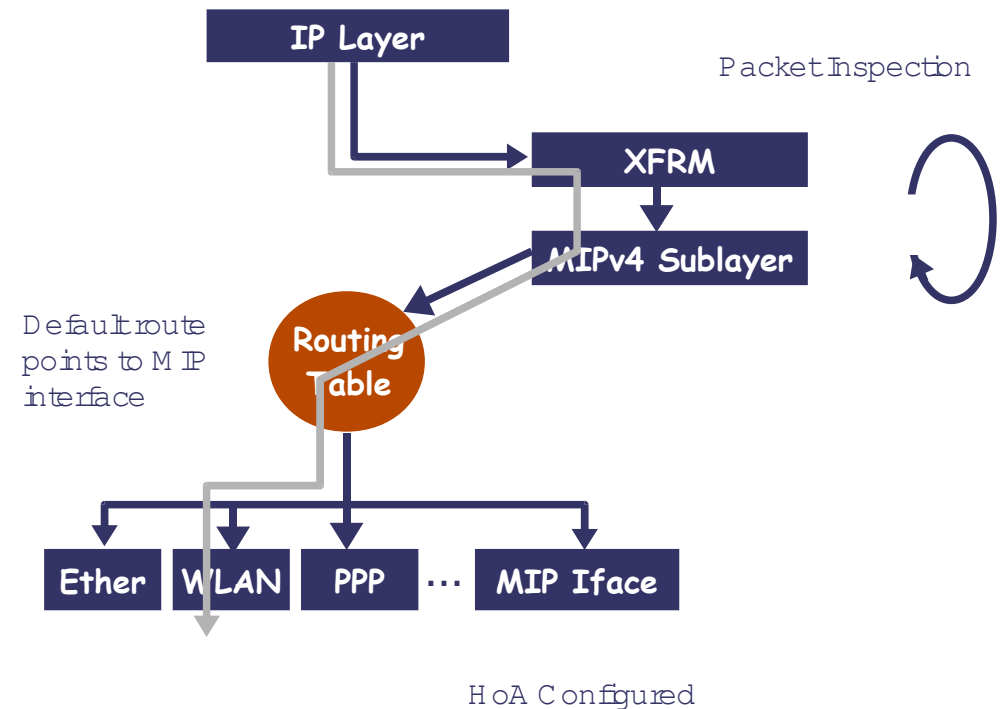 IP Layer
Packet Inspection
XFRM
MIPv4 Sublayer
Default route
points to MIP
interface
Routing
Table
Ether
WLAN
PPP
...
MIP Iface
HoA Configured